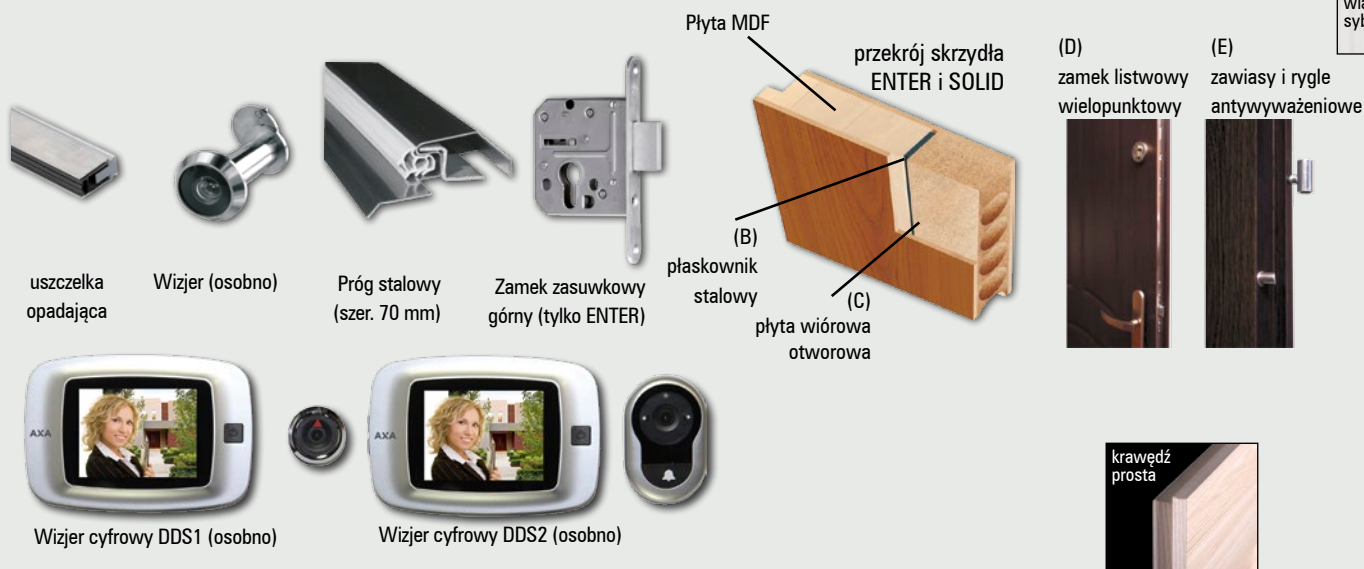 Płyta MDF
przekrój skrzydła
ENTER i SOLID
(B)
płaskownik
stalowy
(C)
płyta wiórowa
otworowa
(D)
zamek listwowy
wielopunktowy
(E)
zawiasy i rygle
antywyważeniowe
uszczelka
opadająca
Wizjer (osobno)
Próg stalowy
(szer. 70 mm)
Zamek zasuwkowy
górny (tylko ENTER)
AXA
Wizjer cyfrowy DDS1 (osobno)
AXA
Wizjer cyfrowy DDS2 (osobno)
krawędź
prosta